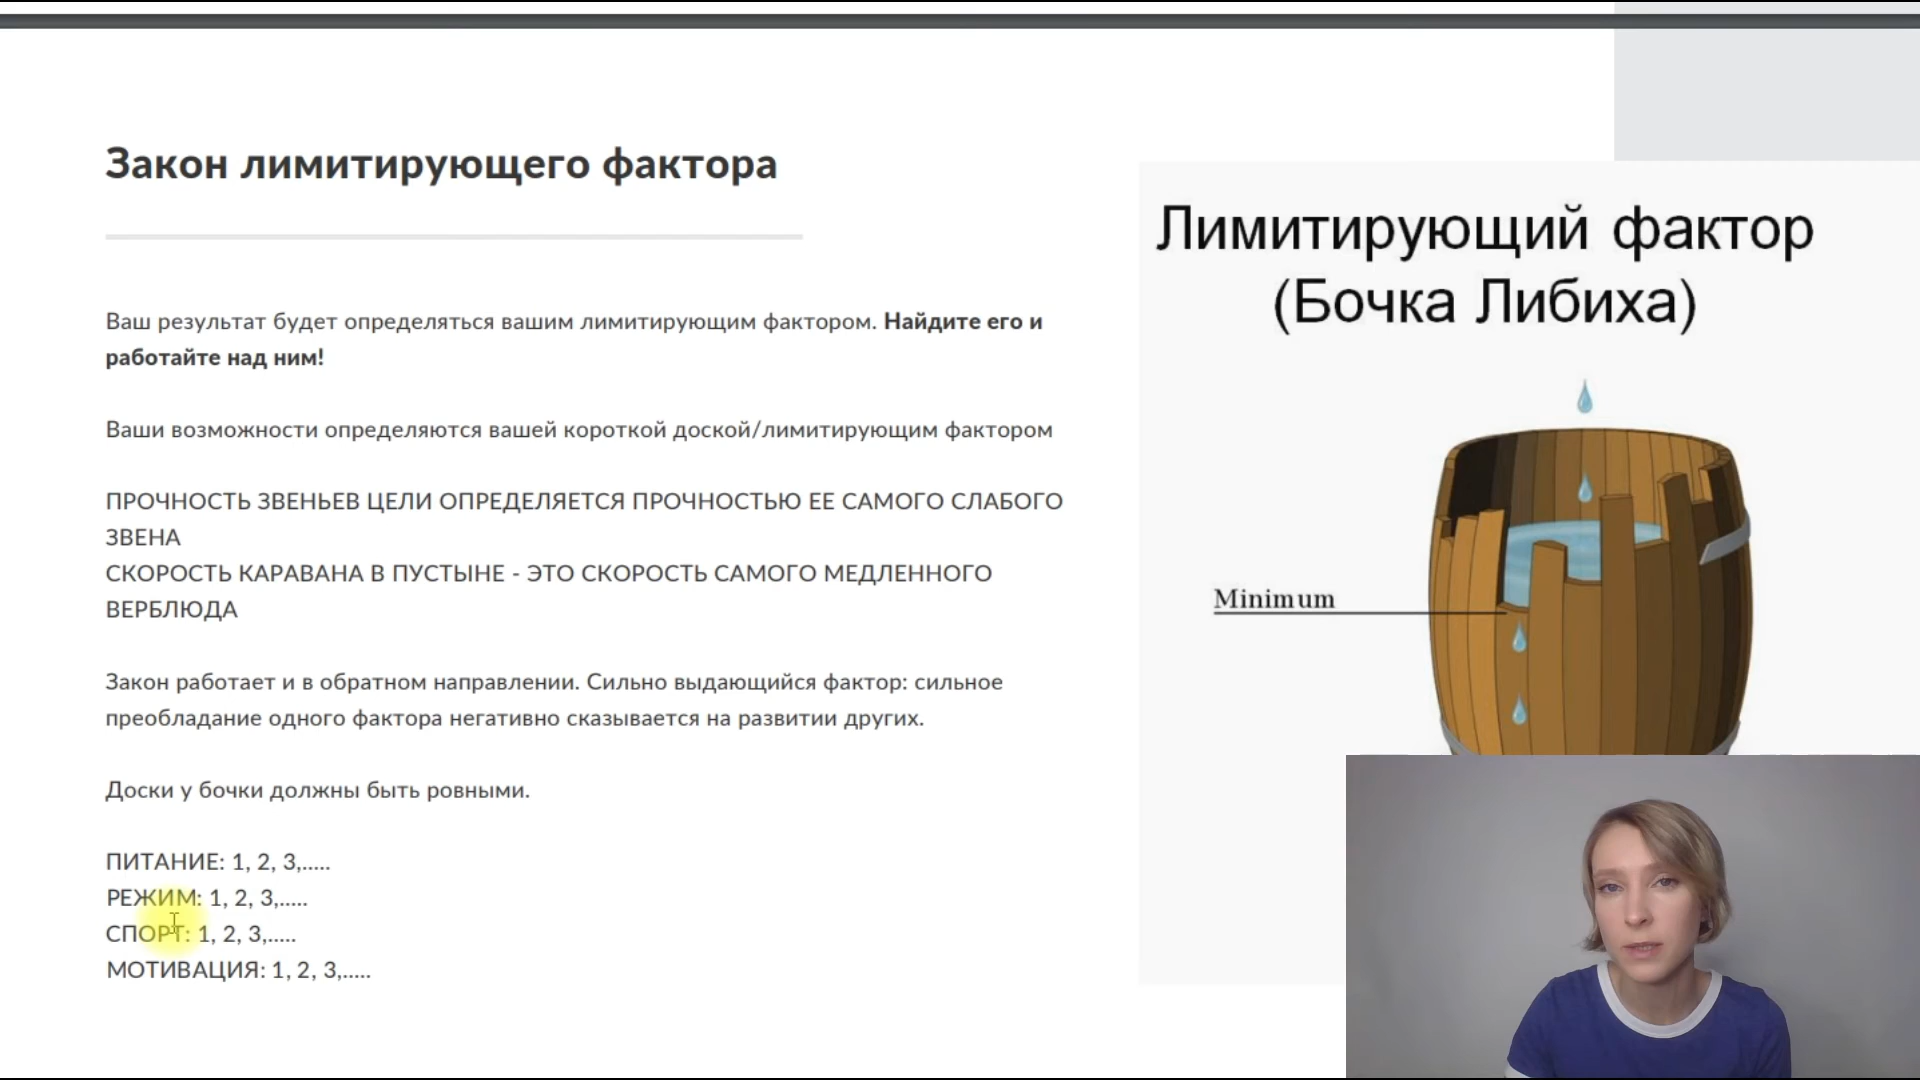 Закон лимитирующего фактора
Ваш результат будет определяться вашим лимитирующим фактором. Найдите его и
работайте над ним!
Ваши возможности определяются вашей короткой доской/лимитирующим фактором
ПРОЧНОСТЬ ЗВЕНЬЕВ ЦЕЛИ ОПРЕДЕЛЯЕТСЯ ПРОЧНОСТЬЮ ЕЕ САМОГО СЛАБОГО
ЗВЕНА
СКОРОСТЬ КАРАВАНА В ПУСТЫНЕ - ЭТО СКОРОСТЬ САМОГО МЕДЛЕННОГО
ВЕРБЛЮДА
Закон работает и в обратном направлении. Сильно выдающийся фактор: сильное
преобладание одного фактора негативно сказывается на развитии других.
Доски у бочки должны быть ровными.
ПИТАНИЕ: 1, 2, 3,.....
РЕЖИМ: 1, 2, 3,.....
СПОРТ: 1, 2, 3,.....
МОТИВАЦИЯ: 1, 2, 3,.....
Лимитирующий фактор
(Бочка Либиха)
Minimum